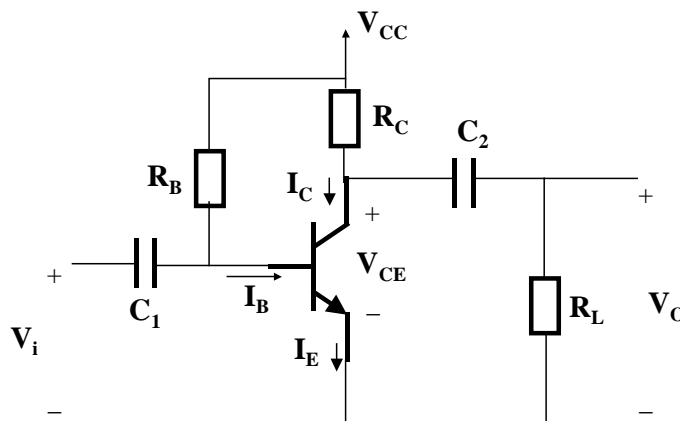 V_CC
R_C
C_2
R_B
I_C
+
+
+
V_CE
I_B
C_1
−
R_L
V_O
V_i
I_E
−
−